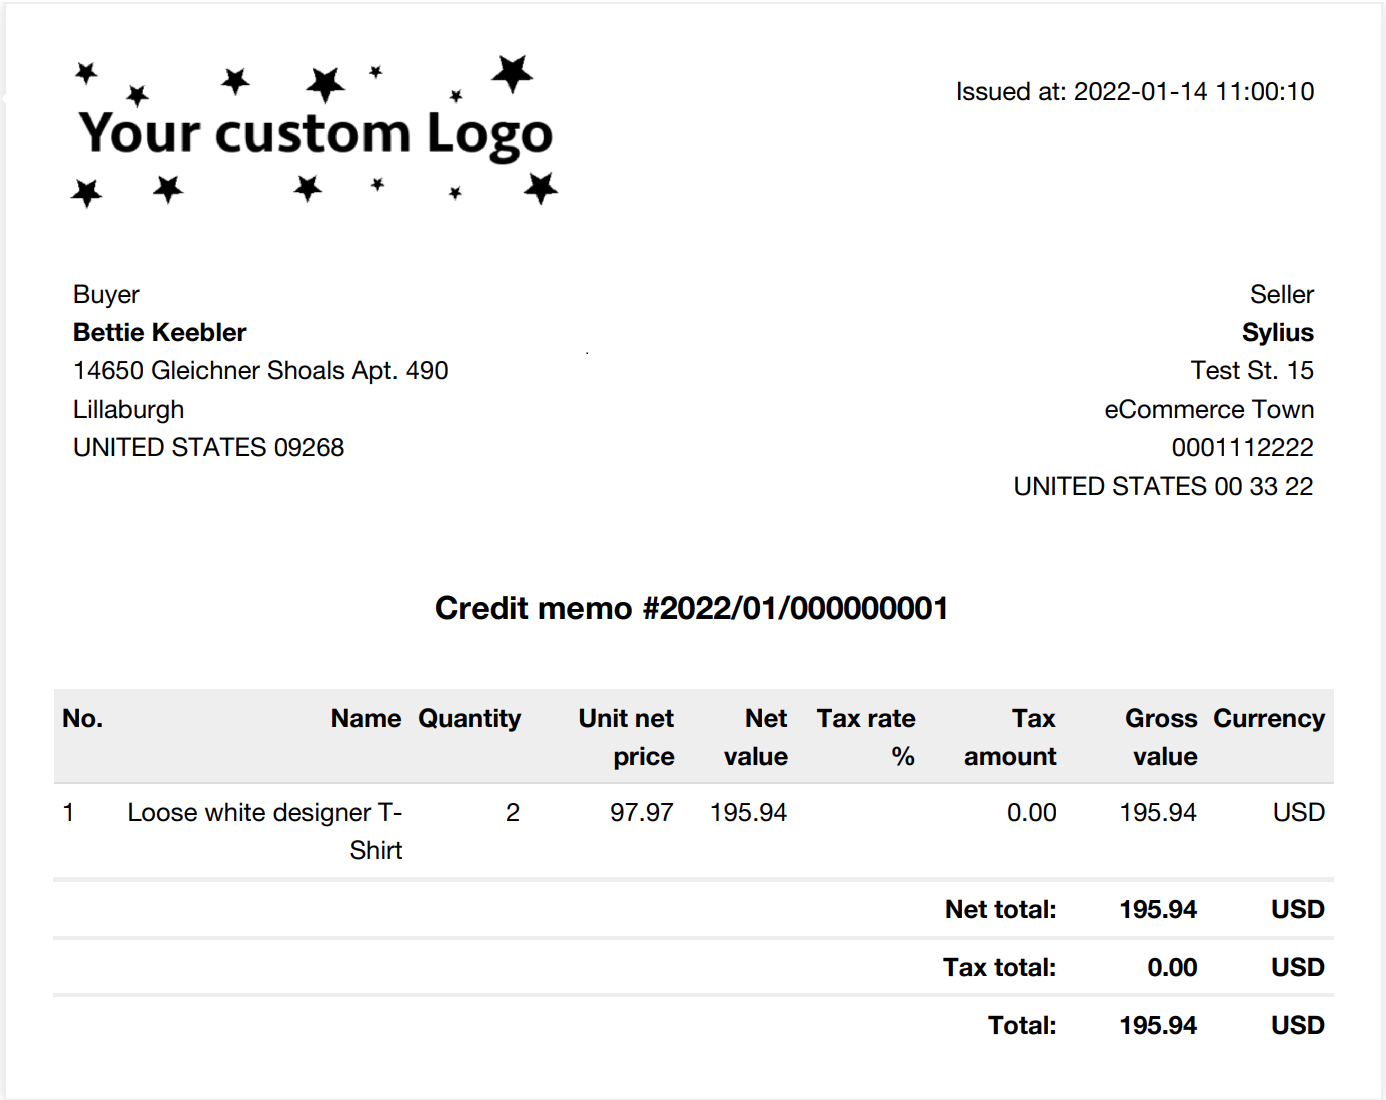 Your custom Logo
Issued at: 2022-01-14 11:00:10
Buyer
Bettie Keebler
14650 Gleichner Shoals Apt. 490
Lillaburgh
UNITED STATES 09268
Seller
Sylius
Test St. 15
eCommerce Town
0001112222
UNITED STATES 00 33 22
Credit memo #2022/01/000000001
No. Name Quantity Unit net price Net value Tax rate % Tax amount Gross value Currency
1 Loose white designer T-Shirt 2 97.97 195.94 0.00 195.94 USD
Net total: 195.94 USD
Tax total: 0.00 USD
Total: 195.94 USD